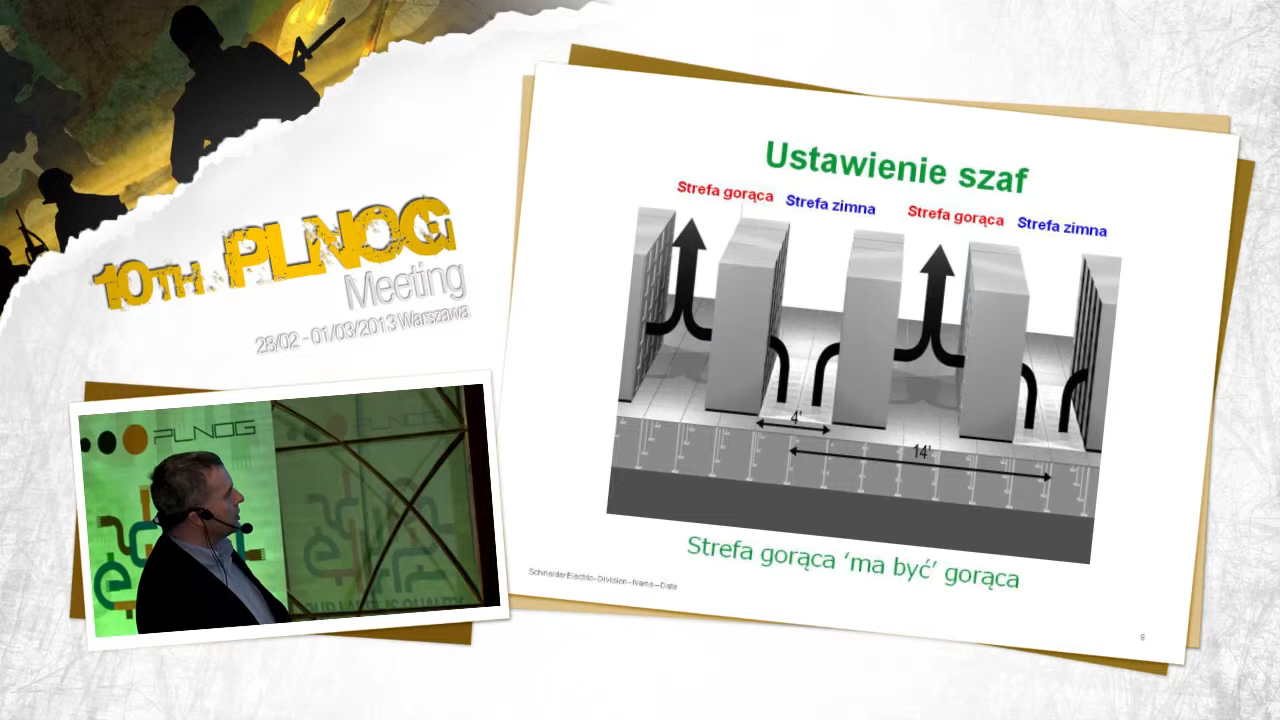 10TH PLNOG
Meeting
28/02 - 01/03/2013 Warszawa
PLNOG
Ustawienie szaf
Strefa gorąca Strefa zimna Strefa gorąca Strefa zimna
4'
14'
Strefa gorąca ‘ma być’ gorąca
Schneider Electric - Division - Name – Date
9